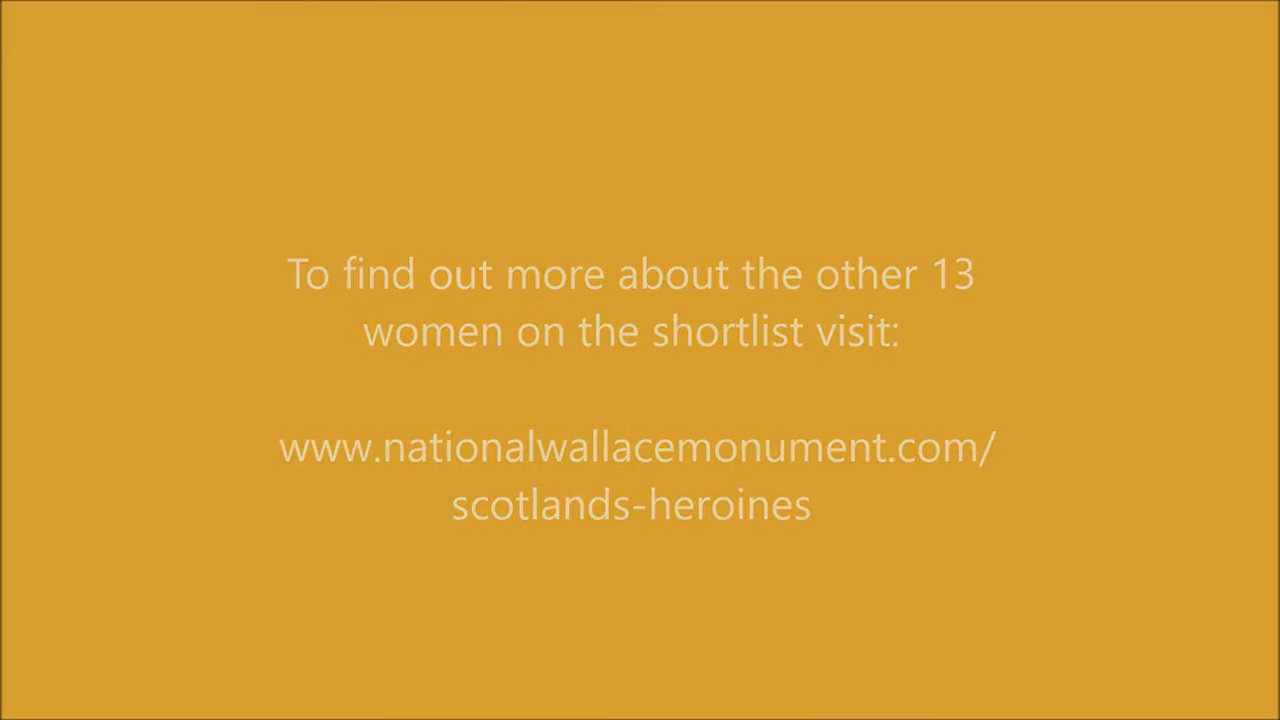 To find out more about the other 13
women on the shortlist visit:
www.nationalwallacemonument.com/
scotlands-heroines